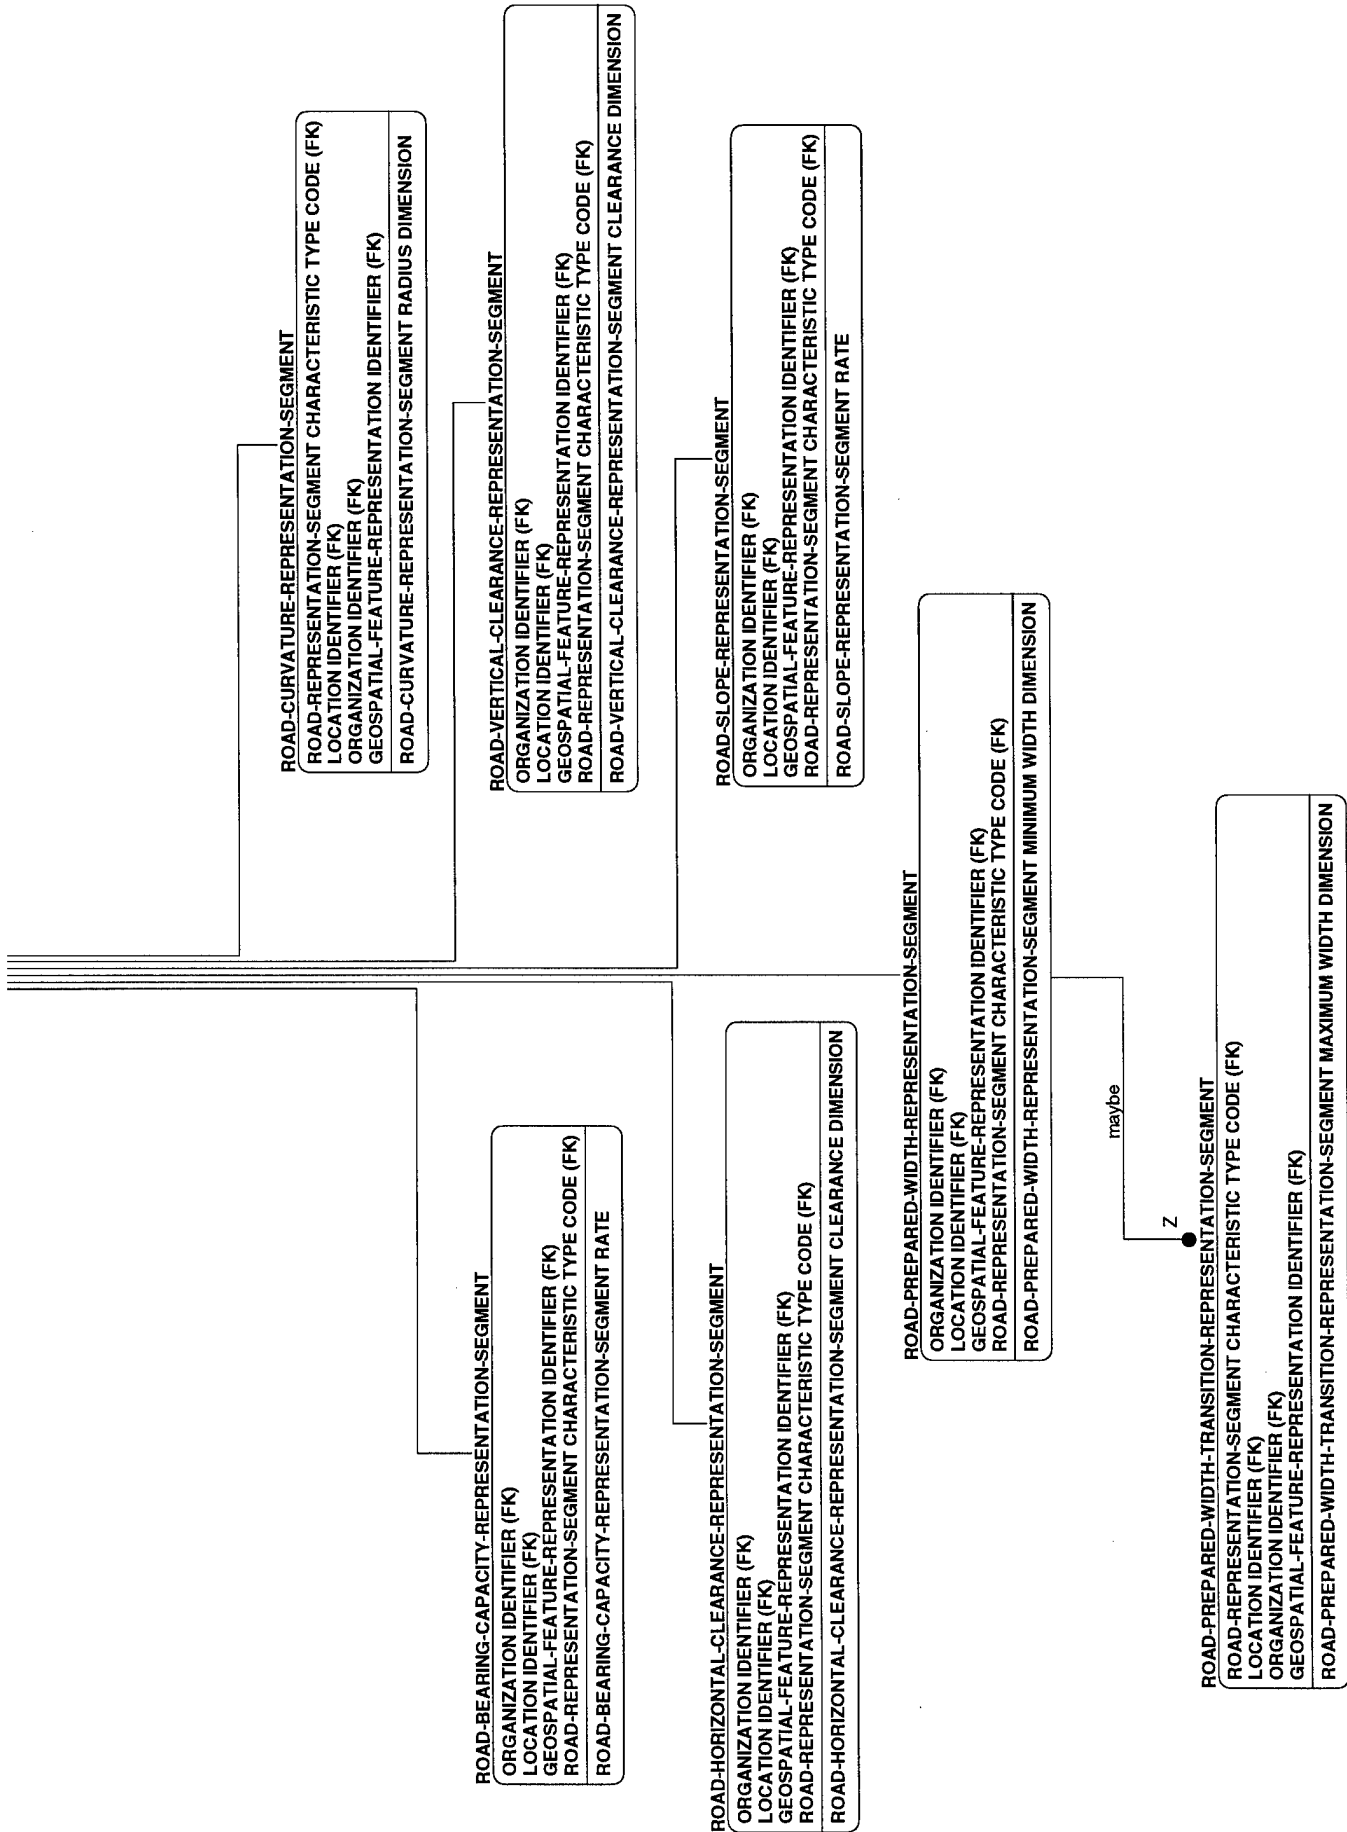 ROAD-CURVATURE-REPRESENTATION-SEGMENT
ROAD-REPRESENTATION-SEGMENT CHARACTERISTIC TYPE CODE (FK)
LOCATION IDENTIFIER (FK)
ORGANIZATION IDENTIFIER (FK)
GEOSPATIAL-FEATURE-REPRESENTATION IDENTIFIER (FK)
ROAD-CURVATURE-REPRESENTATION-SEGMENT RADIUS DIMENSION
ROAD-BEARING-CAPACITY-REPRESENTATION-SEGMENT
ORGANIZATION IDENTIFIER (FK)
LOCATION IDENTIFIER (FK)
GEOSPATIAL-FEATURE-REPRESENTATION IDENTIFIER (FK)
ROAD-REPRESENTATION-SEGMENT CHARACTERISTIC TYPE CODE (FK)
ROAD-BEARING-CAPACITY-REPRESENTATION-SEGMENT RATE
ROAD-VERTICAL-CLEARANCE-REPRESENTATION-SEGMENT
ORGANIZATION IDENTIFIER (FK)
LOCATION IDENTIFIER (FK)
GEOSPATIAL-FEATURE-REPRESENTATION IDENTIFIER (FK)
ROAD-REPRESENTATION-SEGMENT CHARACTERISTIC TYPE CODE (FK)
ROAD-VERTICAL-CLEARANCE-REPRESENTATION-SEGMENT CLEARANCE DIMENSION
ROAD-HORIZONTAL-CLEARANCE-REPRESENTATION-SEGMENT
ORGANIZATION IDENTIFIER (FK)
LOCATION IDENTIFIER (FK)
GEOSPATIAL-FEATURE-REPRESENTATION IDENTIFIER (FK)
ROAD-REPRESENTATION-SEGMENT CHARACTERISTIC TYPE CODE (FK)
ROAD-HORIZONTAL-CLEARANCE-REPRESENTATION-SEGMENT CLEARANCE DIMENSION
ROAD-SLOPE-REPRESENTATION-SEGMENT
ORGANIZATION IDENTIFIER (FK)
LOCATION IDENTIFIER (FK)
GEOSPATIAL-FEATURE-REPRESENTATION IDENTIFIER (FK)
ROAD-REPRESENTATION-SEGMENT CHARACTERISTIC TYPE CODE (FK)
ROAD-SLOPE-REPRESENTATION-SEGMENT RATE
ROAD-PREPARED-WIDTH-REPRESENTATION-SEGMENT
ORGANIZATION IDENTIFIER (FK)
LOCATION IDENTIFIER (FK)
GEOSPATIAL-FEATURE-REPRESENTATION IDENTIFIER (FK)
ROAD-REPRESENTATION-SEGMENT CHARACTERISTIC TYPE CODE (FK)
ROAD-PREPARED-WIDTH-REPRESENTATION-SEGMENT MINIMUM WIDTH DIMENSION
maybe
Z
ROAD-PREPARED-WIDTH-TRANSITION-REPRESENTATION-SEGMENT
ROAD-REPRESENTATION-SEGMENT CHARACTERISTIC TYPE CODE (FK)
LOCATION IDENTIFIER (FK)
ORGANIZATION IDENTIFIER (FK)
GEOSPATIAL-FEATURE-REPRESENTATION IDENTIFIER (FK)
ROAD-PREPARED-WIDTH-TRANSITION-REPRESENTATION-SEGMENT MAXIMUM WIDTH DIMENSION